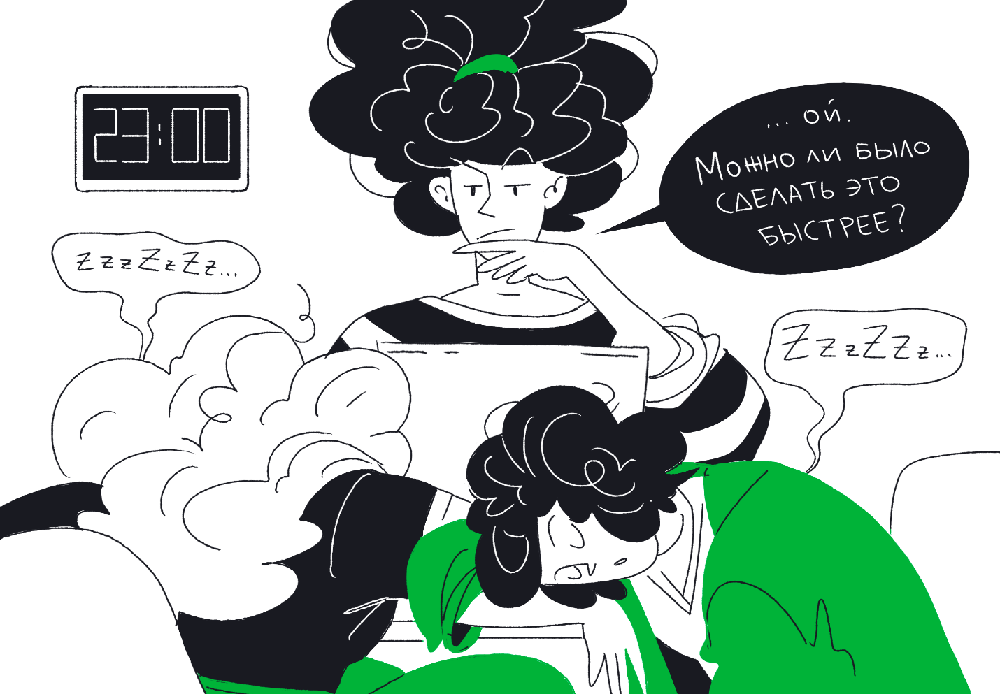 23:00
... ой.
Можно ли было
сделать это
быстрее?
ZzzZzZz...
ZzzZZz...